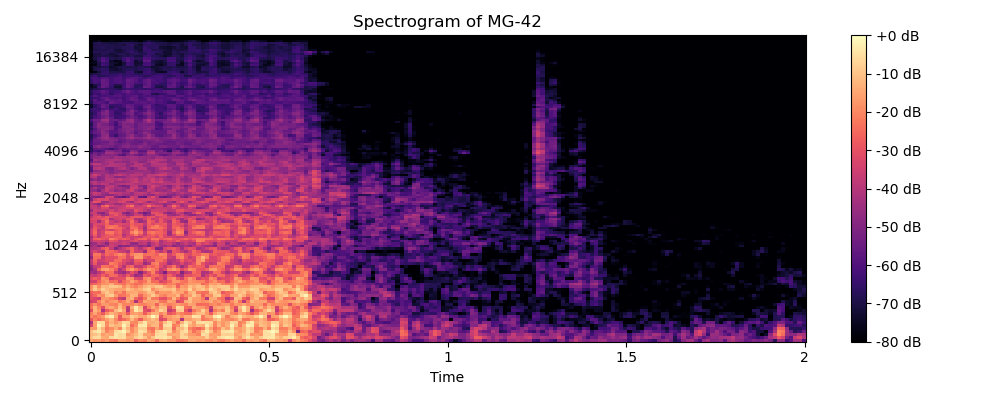 Spectrogram of MG-42
Hz
16384
8192
4096
2048
1024
512
0
0
0.5
1
1.5
2
Time
+0 dB
-10 dB
-20 dB
-30 dB
-40 dB
-50 dB
-60 dB
-70 dB
-80 dB